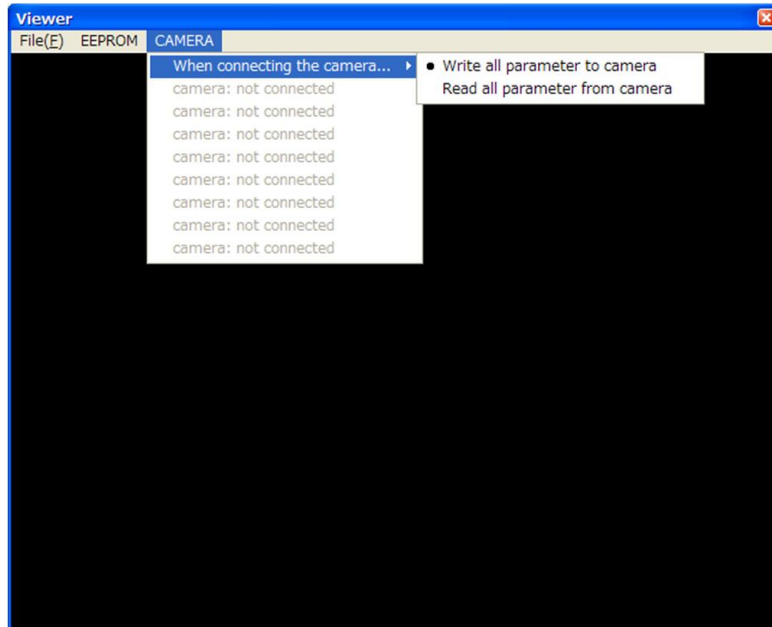 Viewer
File(F) EEPROM CAMERA
When connecting the camera...
Write all parameter to camera
Read all parameter from camera
camera: not connected
camera: not connected
camera: not connected
camera: not connected
camera: not connected
camera: not connected
camera: not connected
camera: not connected